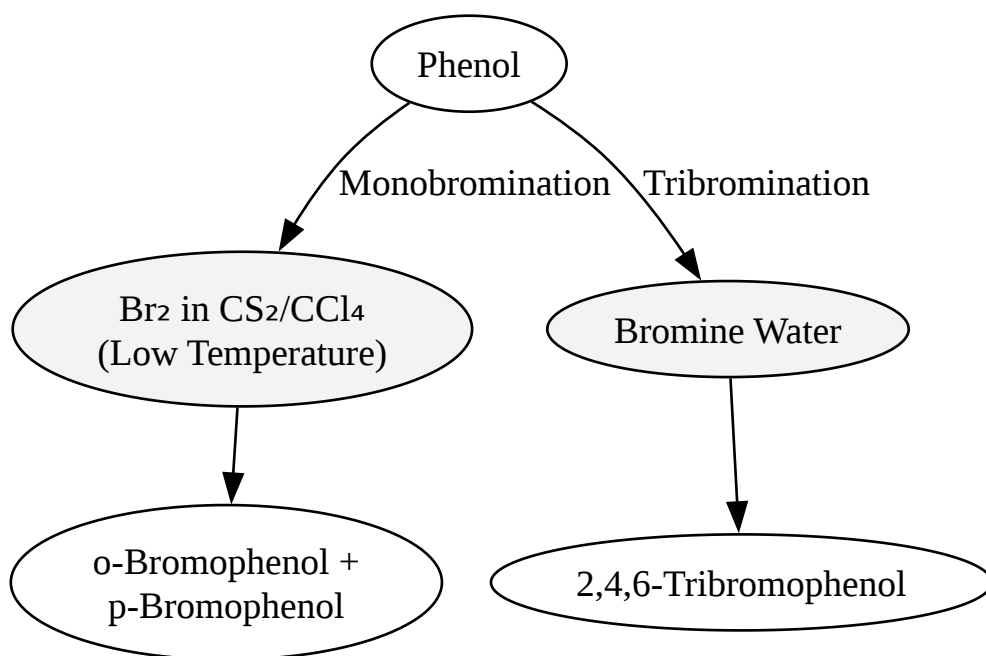 Phenol
Monobromination
Tribromination
Br₂ in CS₂/CCl₄
(Low Temperature)
Bromine Water
o-Bromophenol +
p-Bromophenol
2,4,6-Tribromophenol